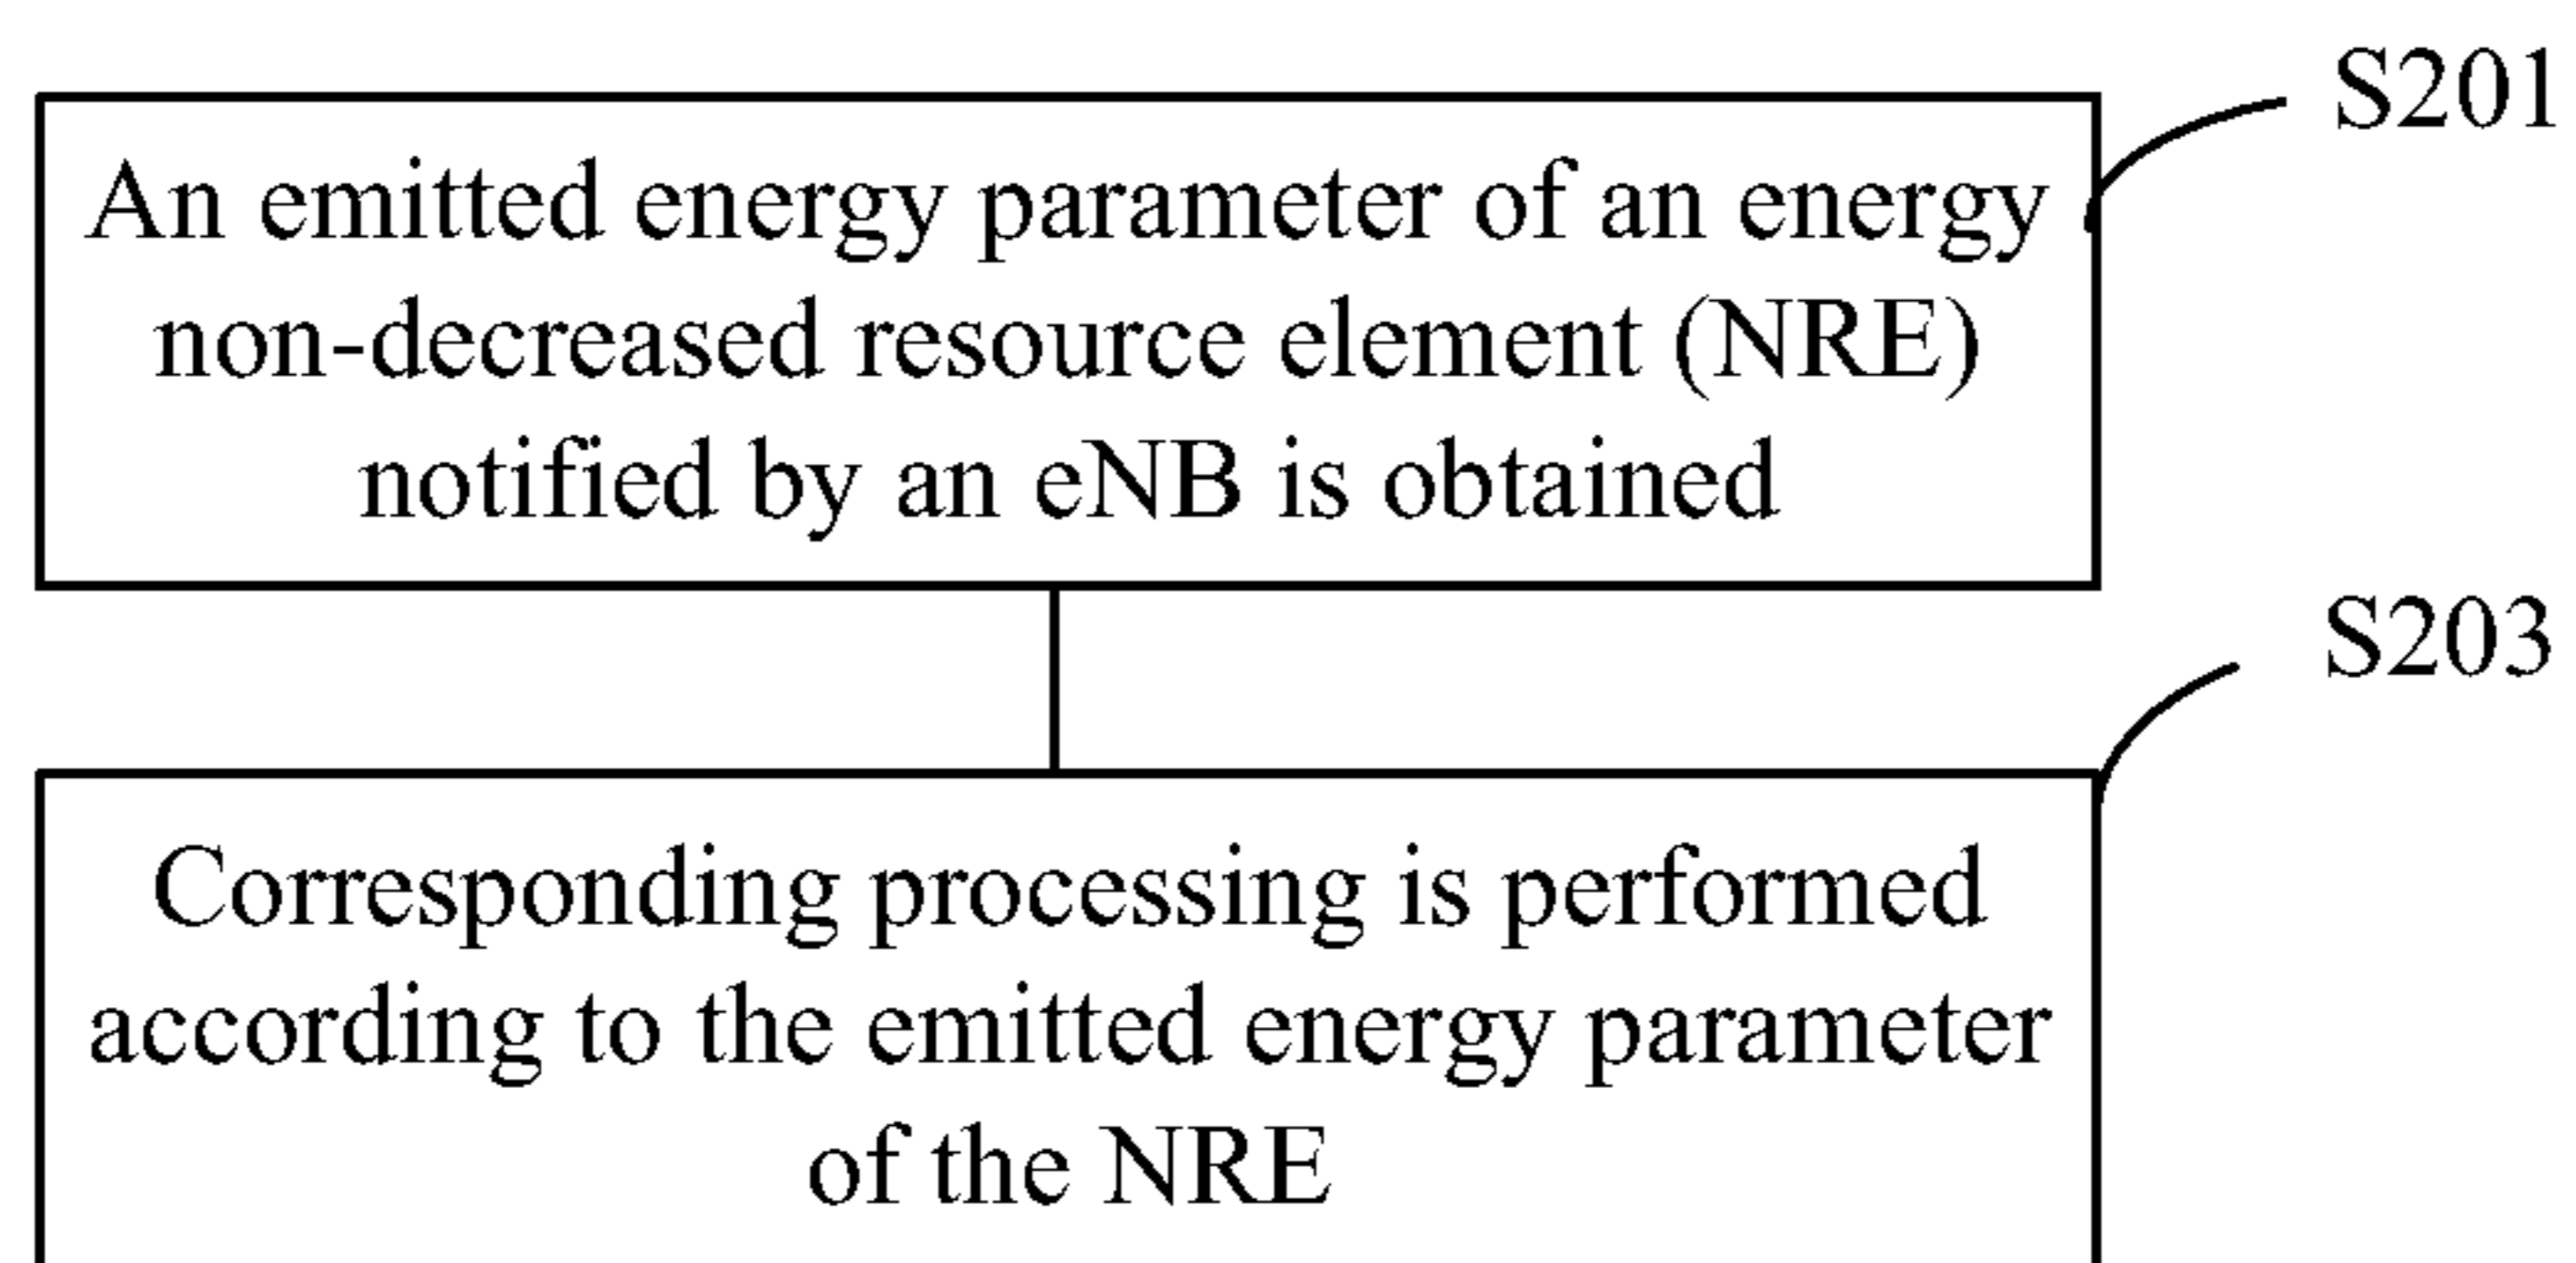 S201
An emitted energy parameter of an energy
non-decreased resource element (NRE)
notified by an eNB is obtained
S203
Corresponding processing is performed
according to the emitted energy parameter
of the NRE